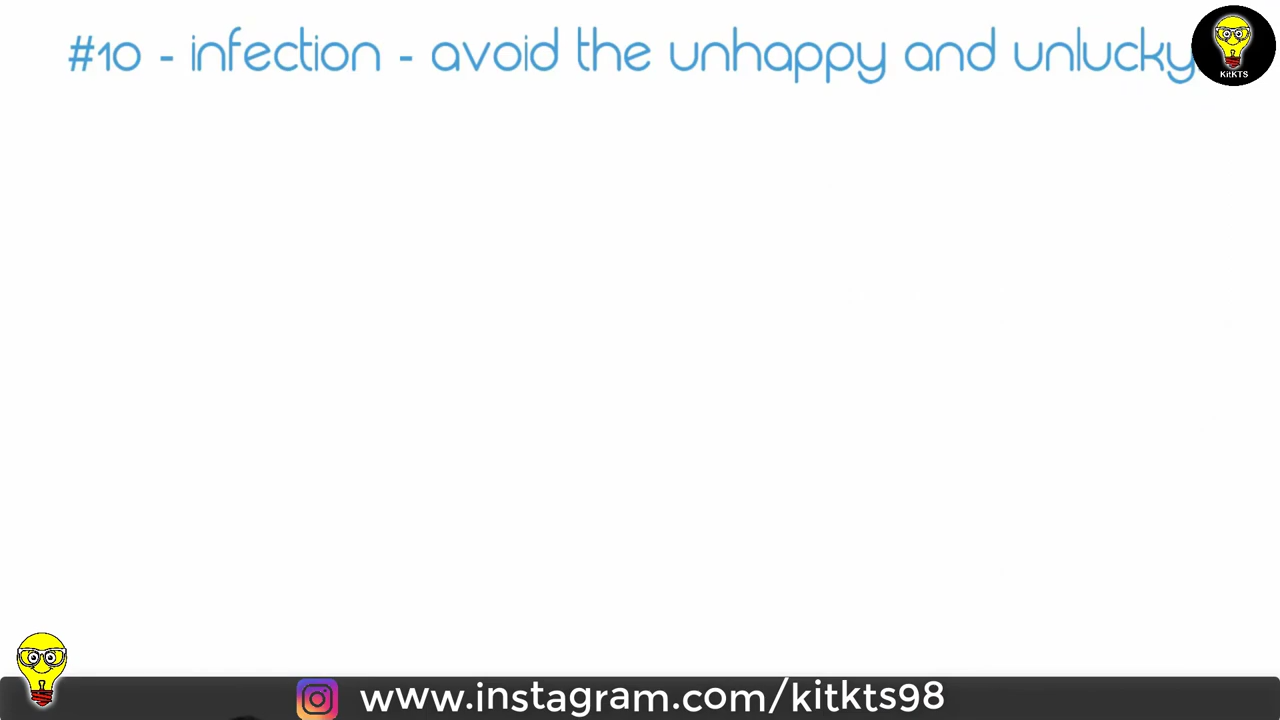 #10 - infection - avoid the unhappy and unlucky
KitKTS
www.instagram.com/kitkts98